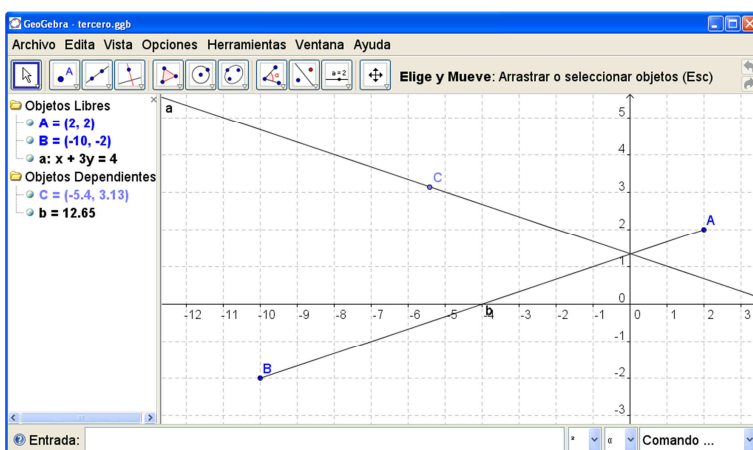 GeoGebra - tercero.ggb
Archivo Edita Vista Opciones Herramientas Ventana Ayuda
A
α
a=2
Elige y Mueve: Arrastrar o seleccionar objetos (Esc)
Objetos Libres
A = (2, 2)
B = (-10, -2)
a: x + 3y = 4
Objetos Dependientes
C = (-5.4, 3.13)
b = 12.65
a
5
4
C
3
A
2
1
0
-12 -11 -10 -9 -8 -7 -6 -5 -4 -3 -2 -1 0 1 2 3
b
-1
B
-2
-3
Entrada:
²
α
Comando ...